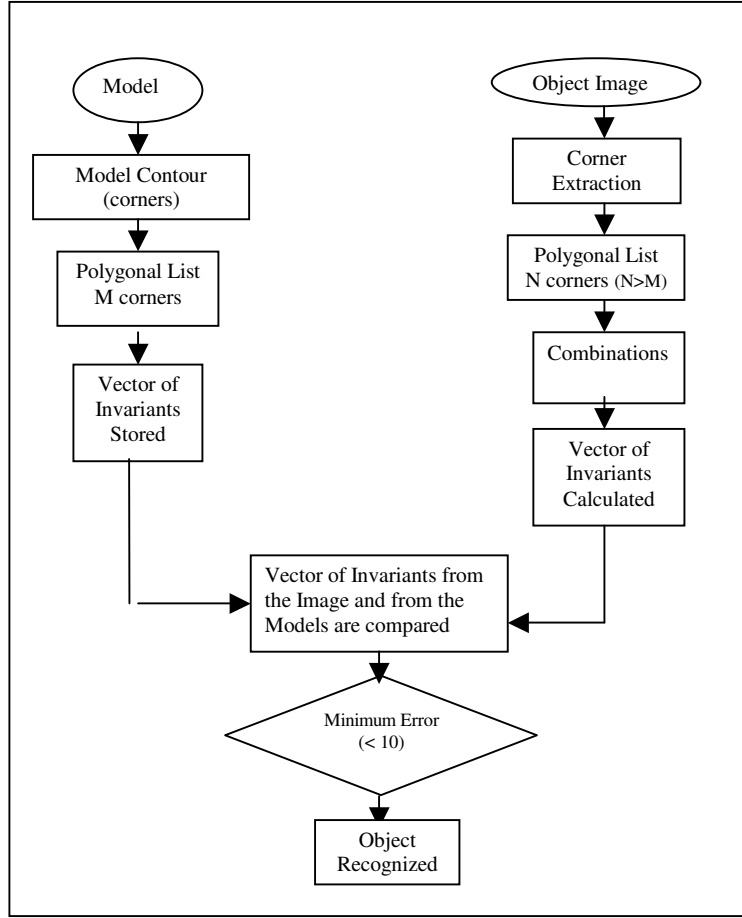 Model
Model Contour
(corners)
Polygonal List
M corners
Vector of
Invariants
Stored
Object Image
Corner
Extraction
Polygonal List
N corners (N>M)
Combinations
Vector of
Invariants
Calculated
Vector of Invariants from
the Image and from the
Models are compared
Minimum Error
(< 10)
Object
Recognized